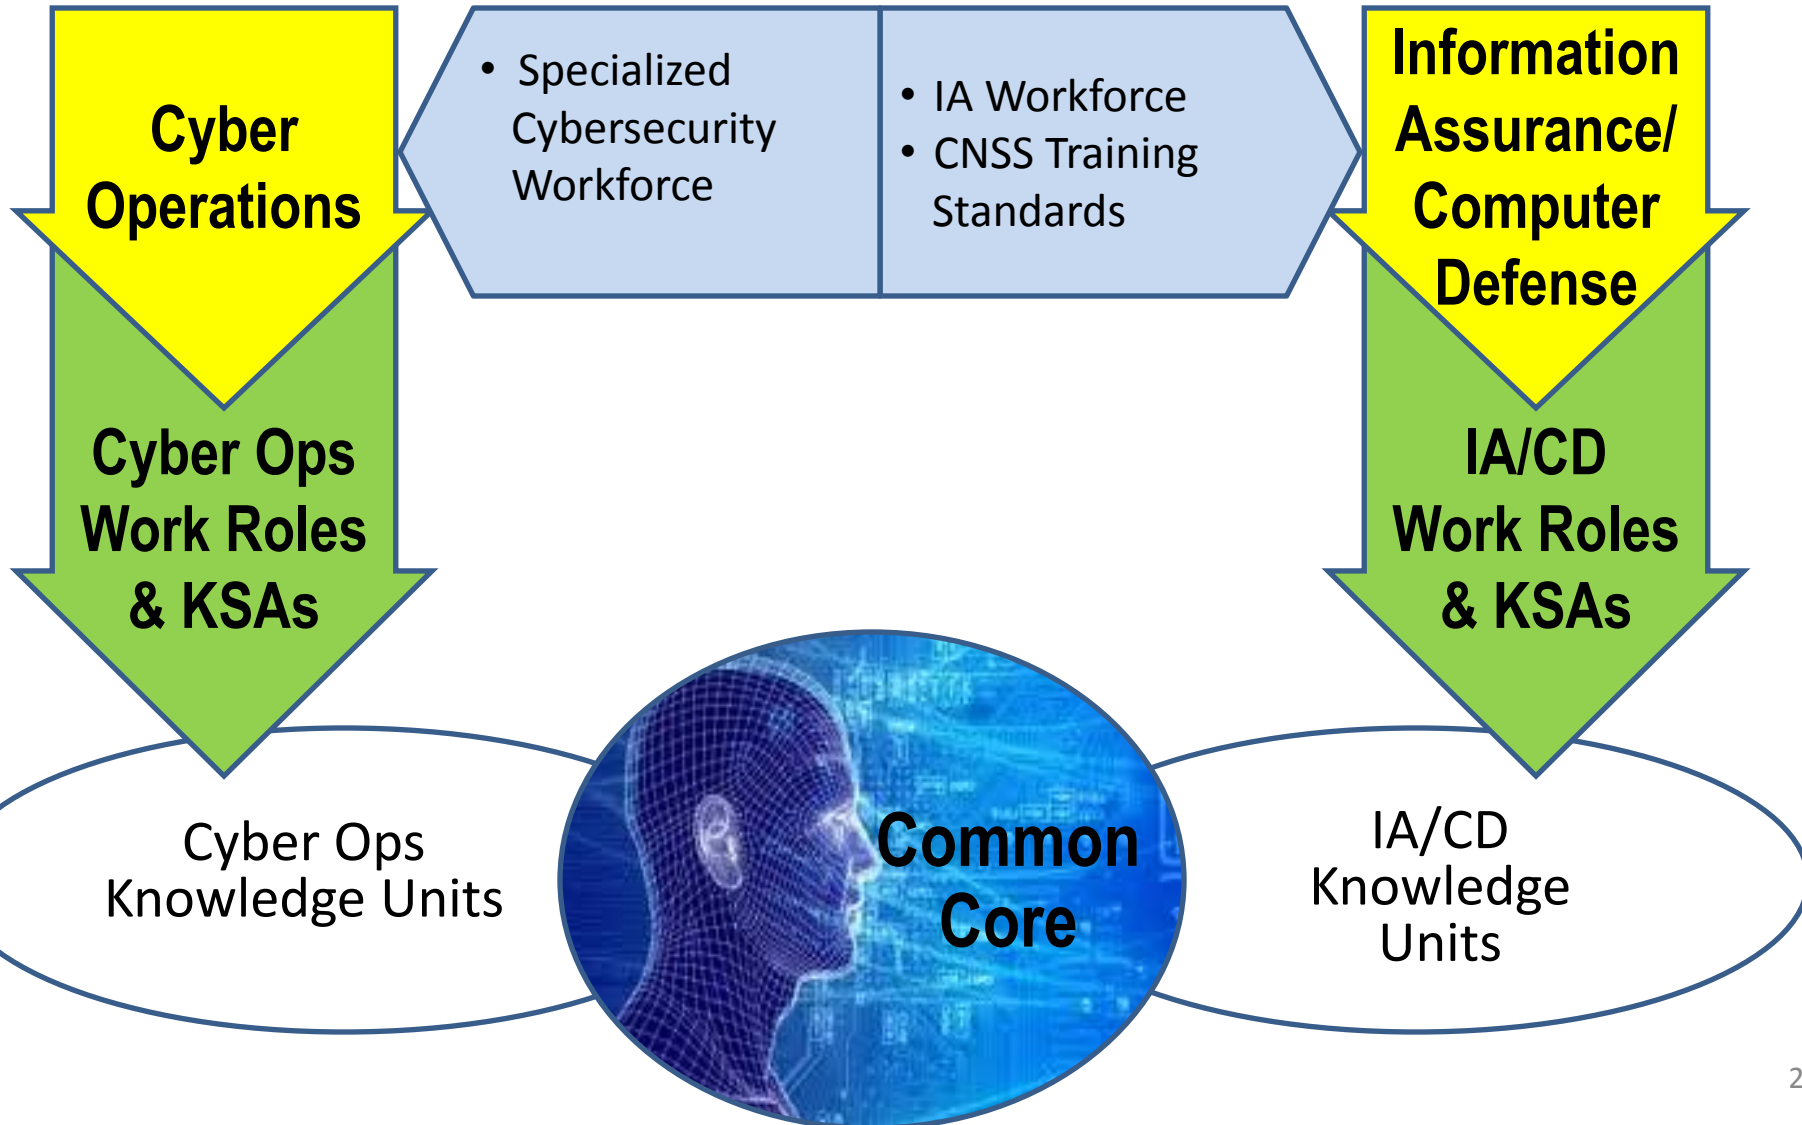 Cyber
Operations
• Specialized
Cybersecurity
Workforce
• IA Workforce
• CNSS Training
Standards
Information
Assurance/
Computer
Defense
Cyber Ops
Work Roles
& KSAs
IA/CD
Work Roles
& KSAs
Cyber Ops
Knowledge Units
Common
Core
IA/CD
Knowledge
Units
2